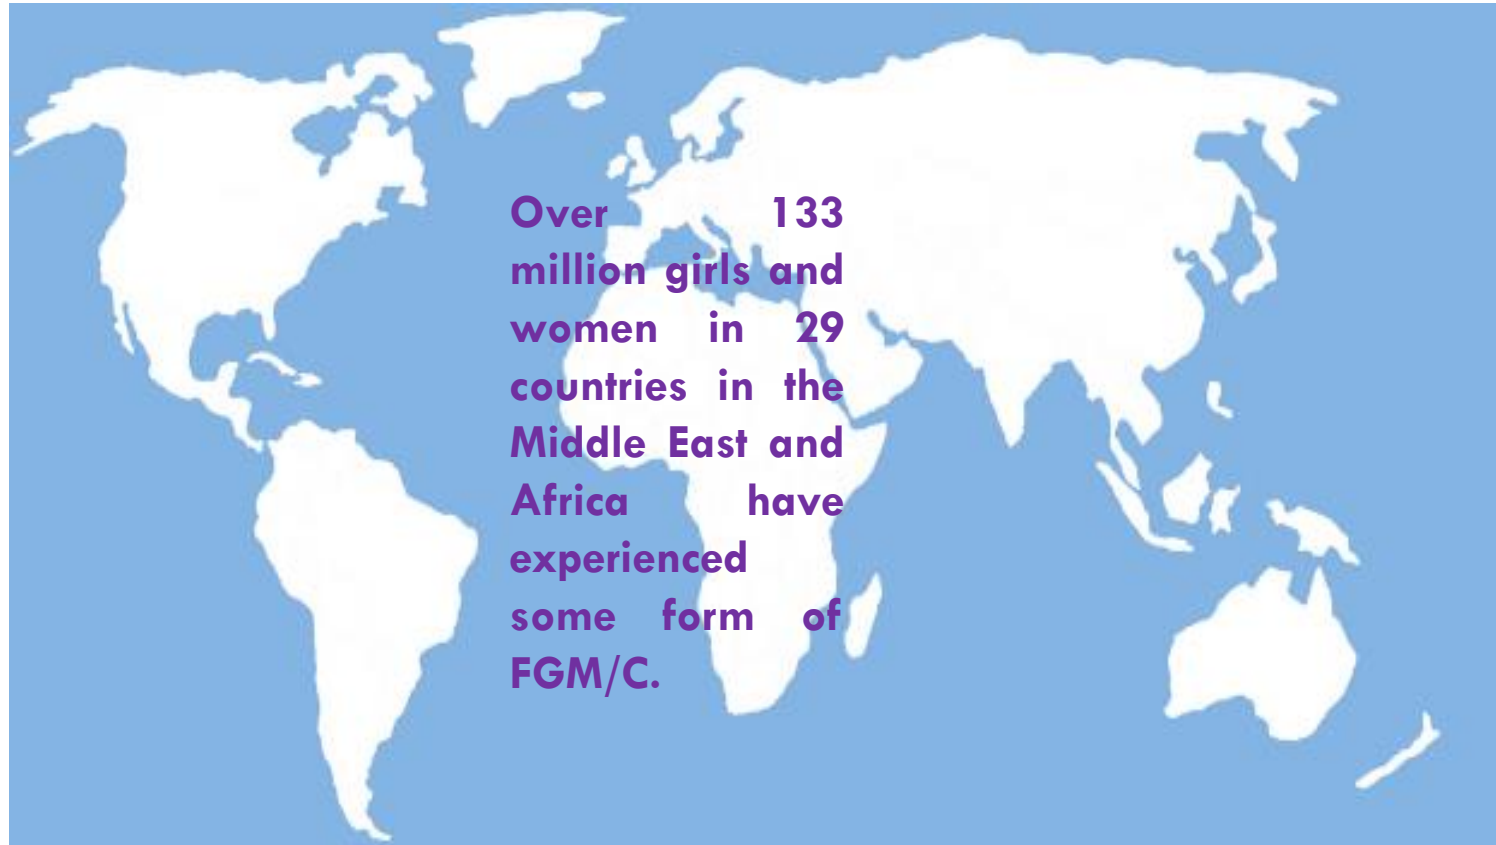 Over 133
million girls and
women in 29
countries in the
Middle East and
Africa have
experienced
some form of
FGM/C.